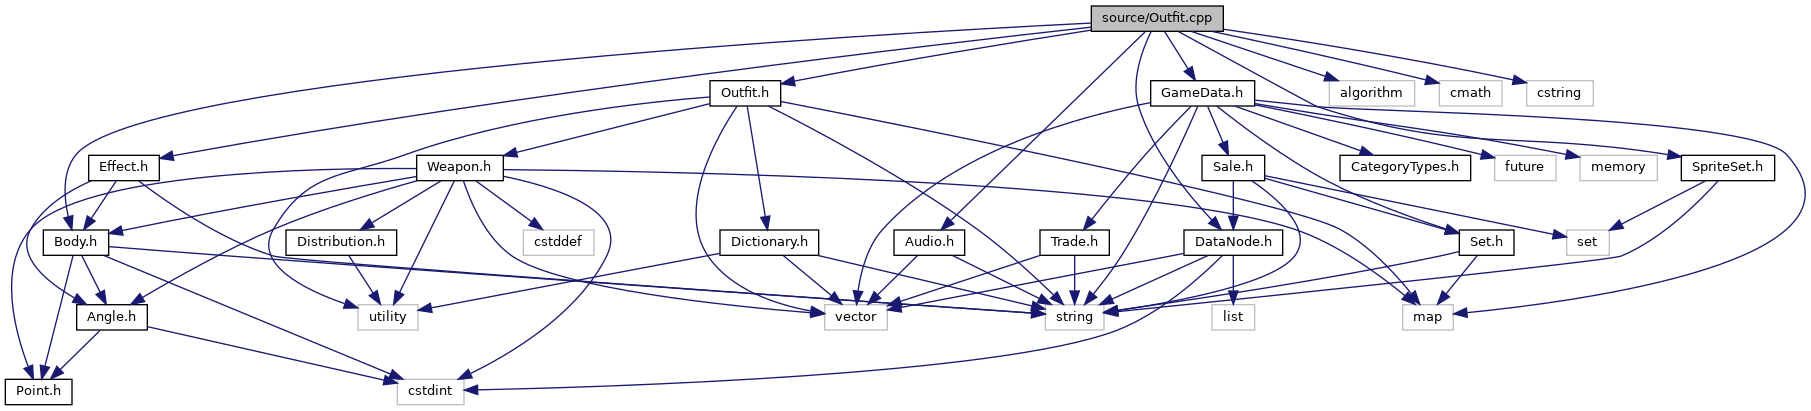 source/Outfit.cpp
Outfit.h
GameData.h
algorithm
cmath
cstring
Effect.h
Weapon.h
Sale.h
CategoryTypes.h
future
memory
SpriteSet.h
Body.h
Distribution.h
cstddef
Dictionary.h
Audio.h
Trade.h
DataNode.h
Set.h
set
Angle.h
utility
vector
string
list
map
Point.h
cstdint